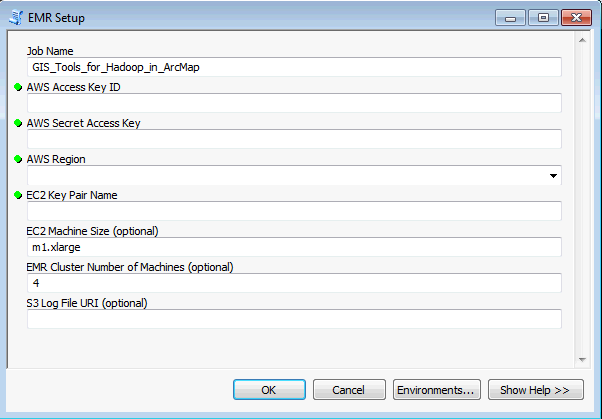 EMR Setup
Job Name
GIS_Tools_for_Hadoop_in_ArcMap
AWS Access Key ID
AWS Secret Access Key
AWS Region
EC2 Key Pair Name
EC2 Machine Size (optional)
m1.xlarge
EMR Cluster Number of Machines (optional)
4
S3 Log File URI (optional)
OK Cancel Environments... Show Help >>